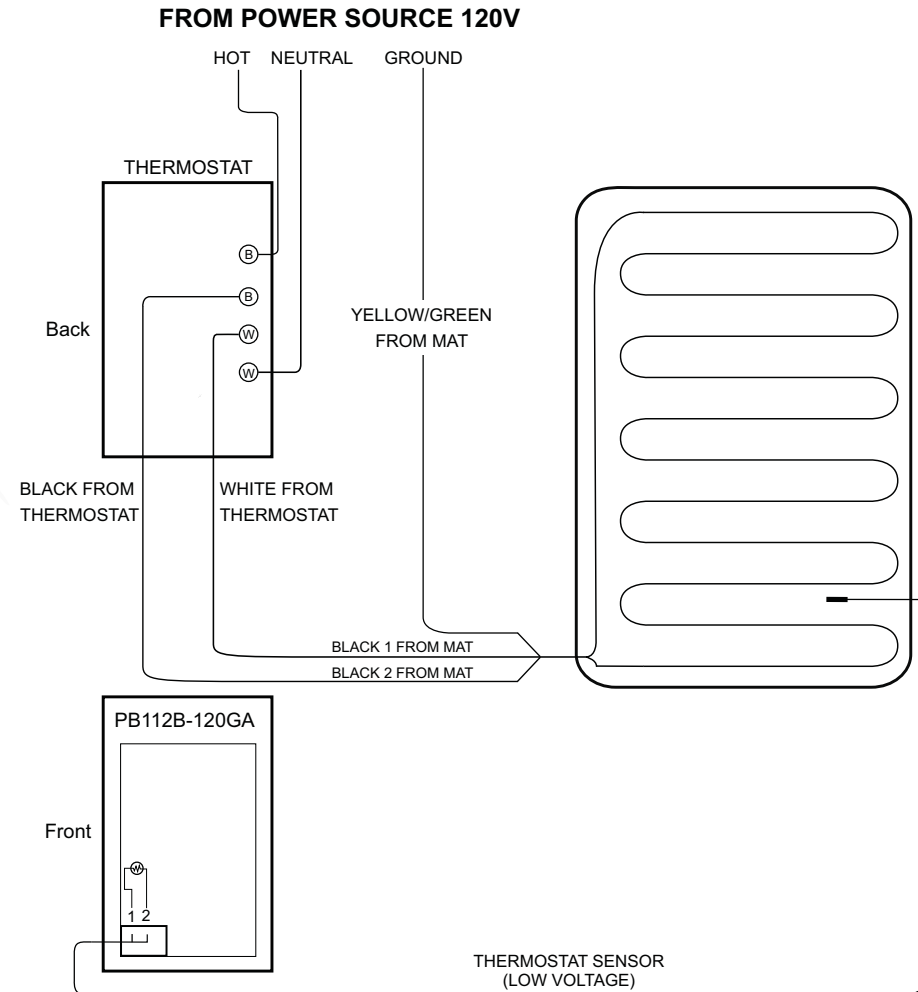 FROM POWER SOURCE 120V
HOT NEUTRAL GROUND
THERMOSTAT
B
B
W
W
Back
YELLOW/GREEN
FROM MAT
BLACK FROM
THERMOSTAT
WHITE FROM
THERMOSTAT
BLACK 1 FROM MAT
BLACK 2 FROM MAT
PB112B-120GA
Front
1 2
THERMOSTAT SENSOR
(LOW VOLTAGE)